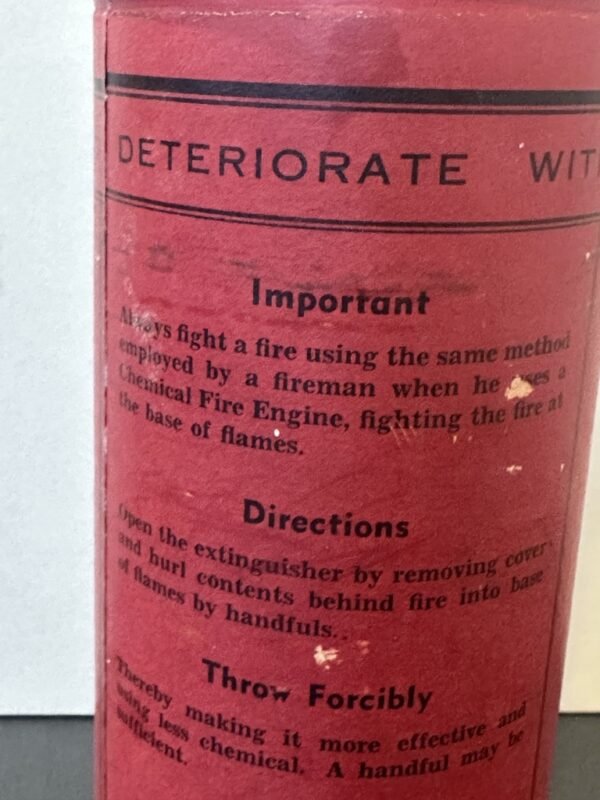 DETERIORATE WIT
Important
Always fight a fire using the same method
employed by a fireman when he uses a
Chemical Fire Engine, fighting the fire at
the base of flames.
Directions
Open the extinguisher by removing cover
and hurl contents behind fire into base
of flames by handfuls..
Throw Forcibly
Thereby making it more effective and
using less chemical. A handful may be
sufficient.